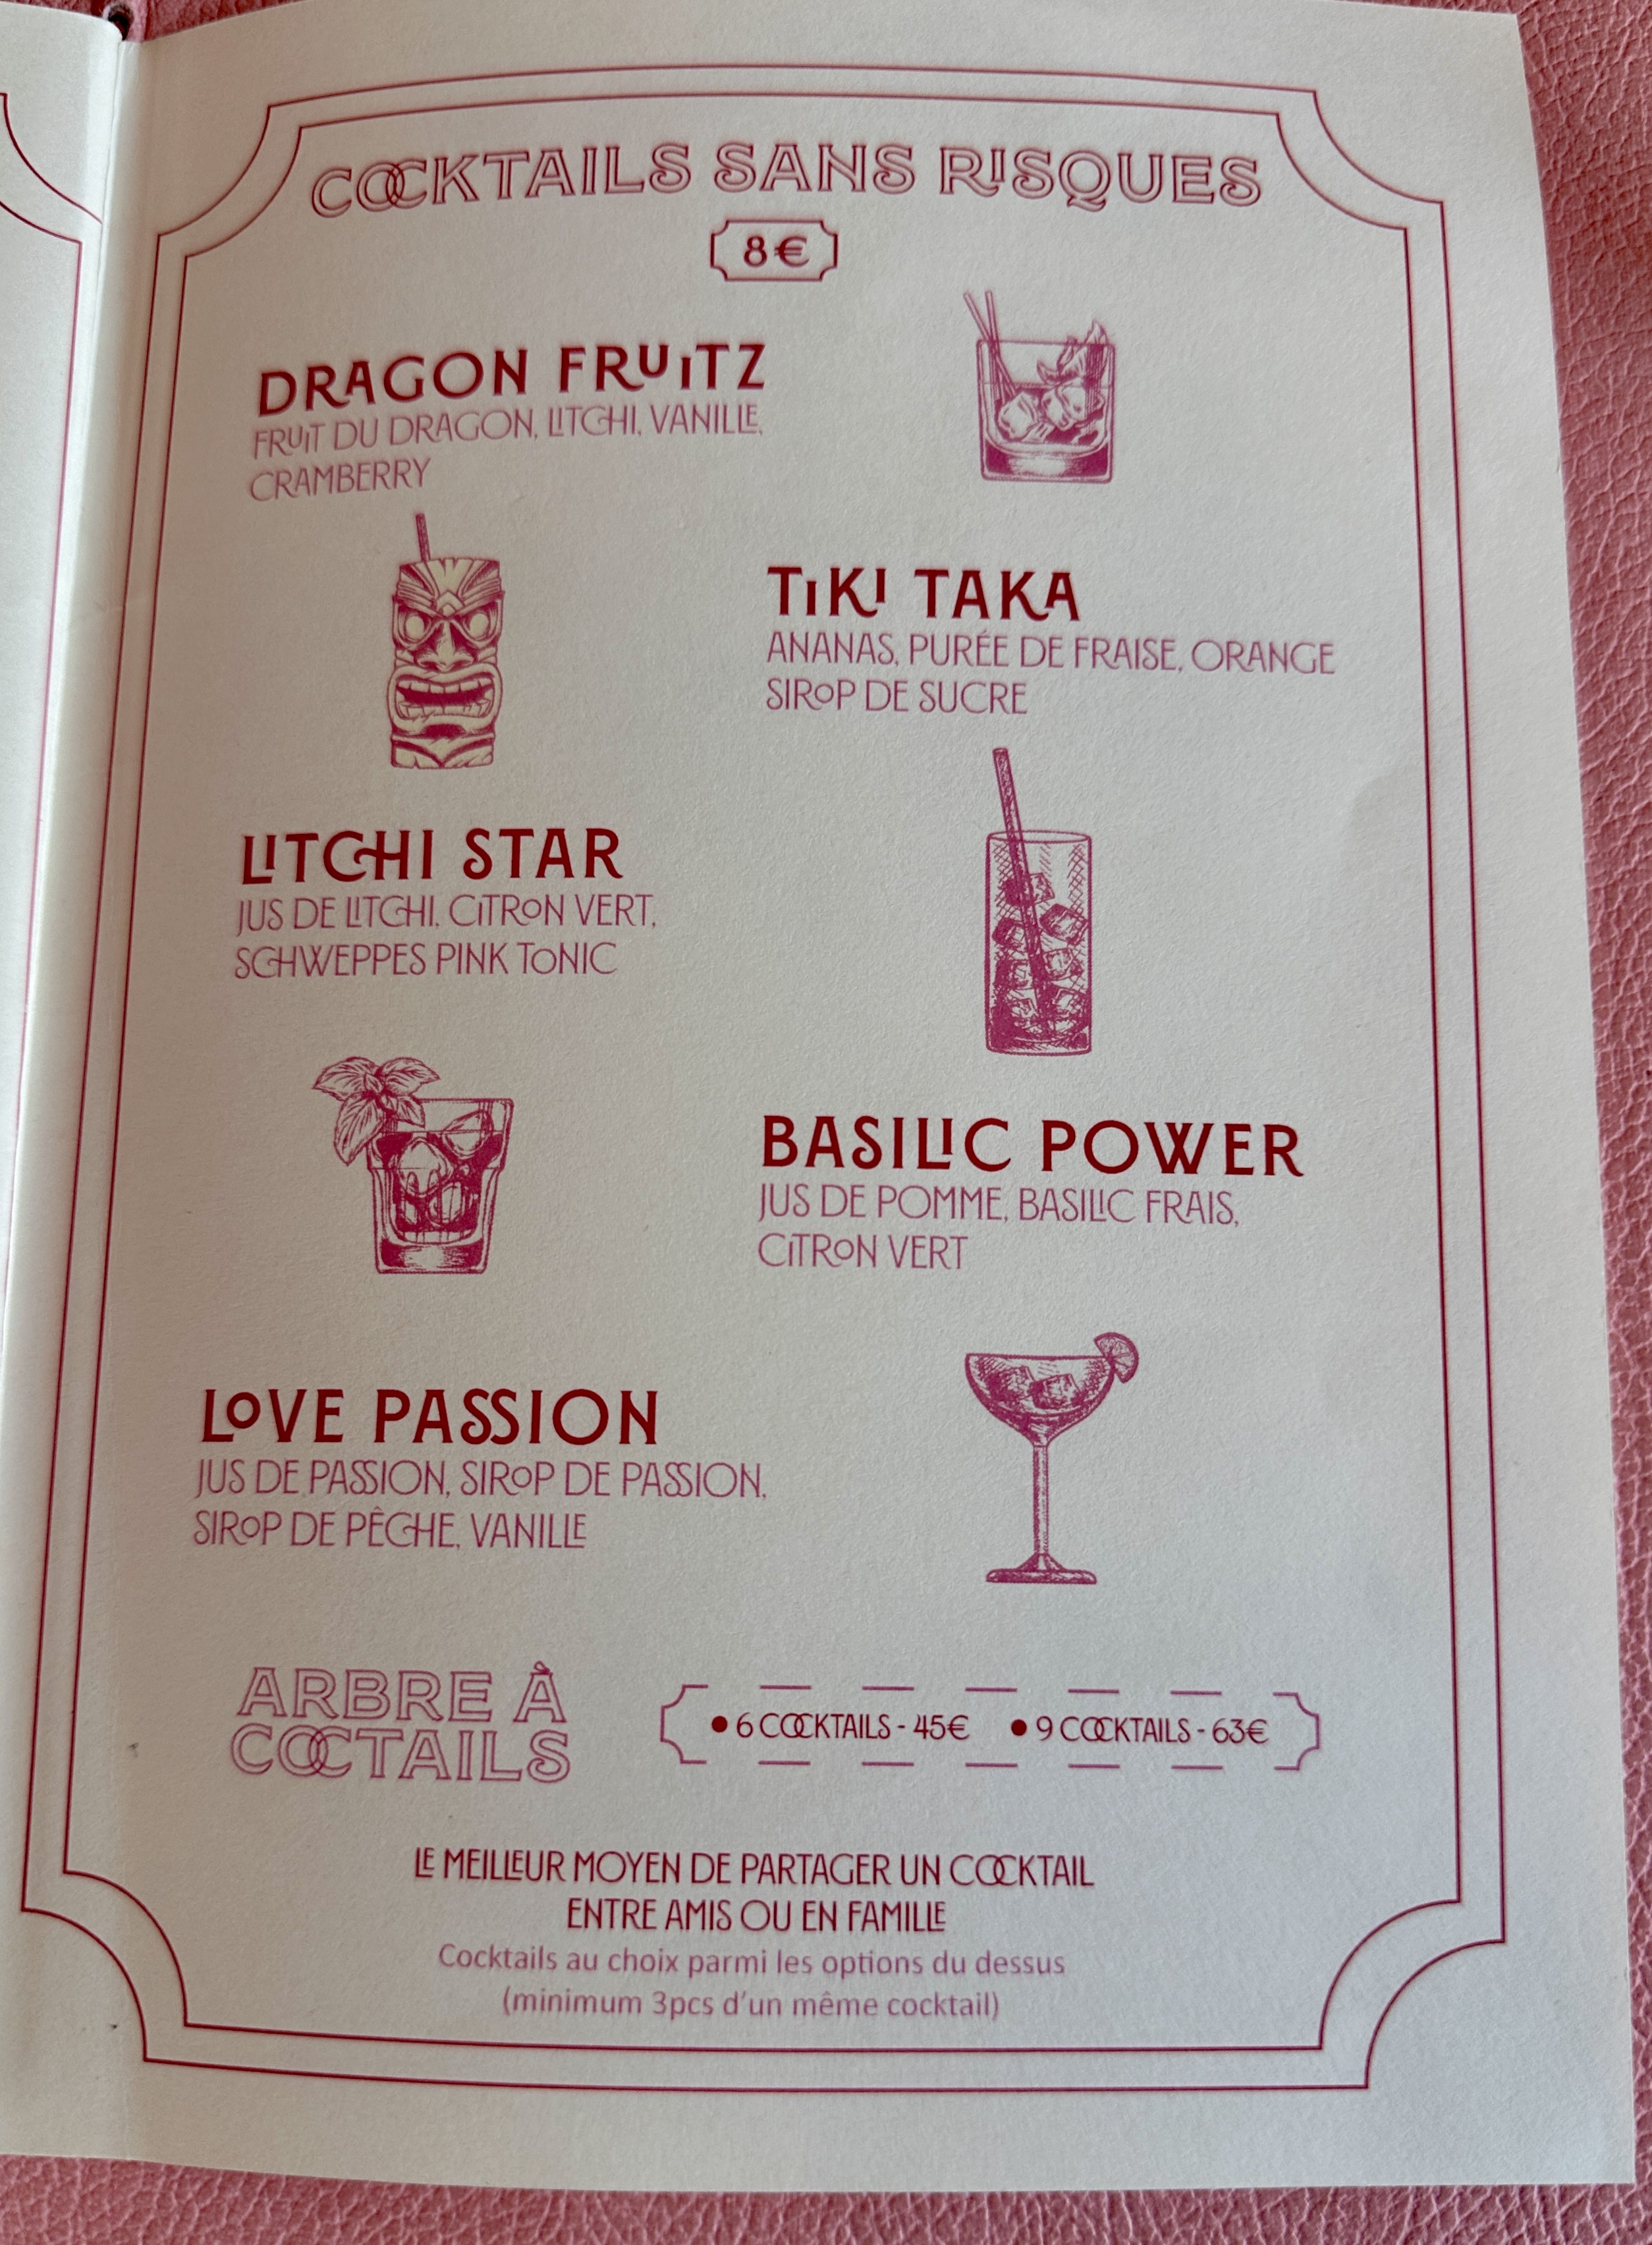 COCKTAILS SANS RISQUES
8€
DRAGON FRUITZ
FRUIT DU DRAGON, LITCHI, VANILLE,
CRAMBERRY
TIKI TAKA
ANANAS, PURÉE DE FRAISE, ORANGE
SIROP DE SUCRE
LITCHI STAR
JUS DE LITCHI, CITRON VERT,
SCHWEPPES PINK TONIC
BASILIC POWER
JUS DE POMME, BASILIC FRAIS,
CITRON VERT
LOVE PASSION
JUS DE PASSION, SIROP DE PASSION,
SIROP DE PÊCHE, VANILLE
ARBRE À
COCTAILS
• 6 COCKTAILS - 45€ • 9 COCKTAILS - 63€
LE MEILLEUR MOYEN DE PARTAGER UN COCKTAIL
ENTRE AMIS OU EN FAMILLE
Cocktails au choix parmi les options du dessus
(minimum 3pcs d'un même cocktail)